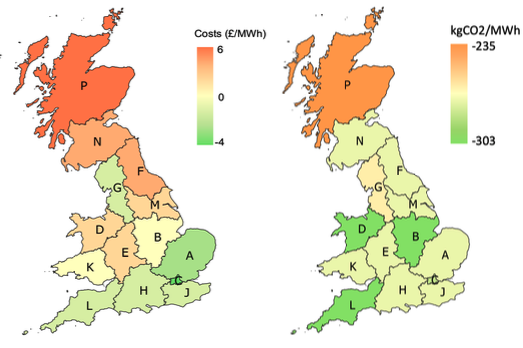 Costs (£/MWh)
6
0
-4
P
N
F
G
M
D
B
E
A
K
C
H
J
L
kgCO2/MWh
-235
-303
P
N
F
G
M
D
B
E
A
K
C
H
J
L